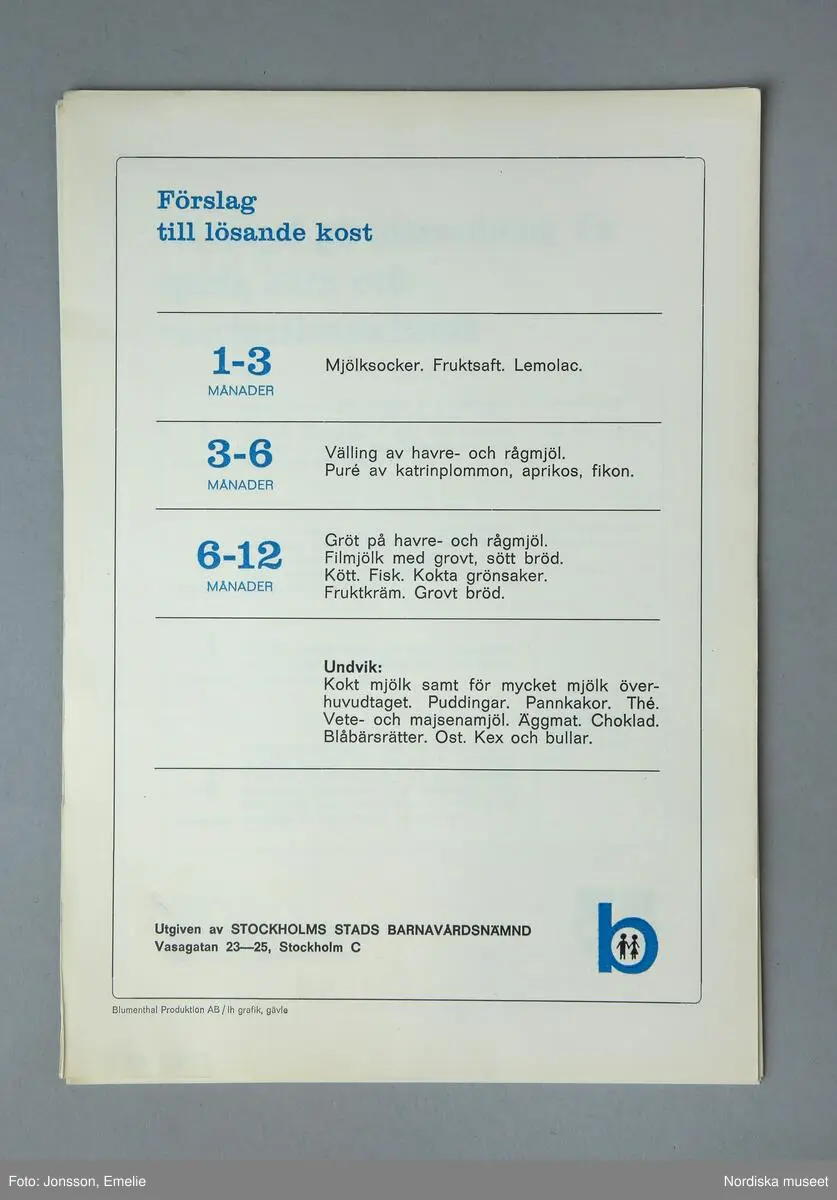 Förslag
till lösande kost
1-3
MÅNADER
Mjölksocker. Fruktsaft. Lemolac.
3-6
MÅNADER
Välling av havre- och rågmjöl.
Puré av katrinplommon, aprikos, fikon.
6-12
MÅNADER
Gröt på havre- och rågmjöl.
Filmjölk med grovt, sött bröd.
Kött. Fisk. Kokta grönsaker.
Fruktkräm. Grovt bröd.
Undvik:
Kokt mjölk samt för mycket mjölk över-
huvudtaget. Puddingar. Pannkakor. Thé.
Vete- och majsenamjöl. Äggmat. Choklad.
Blåbärsrätter. Ost. Kex och bullar.
Utgiven av STOCKHOLMS STADS BARNAVÅRDSNÄMND
Vasagatan 23—25, Stockholm C
b
Blumenthal Produktion AB / lh grafik, gävle
Foto: Jonsson, Emelie
Nordiska museet